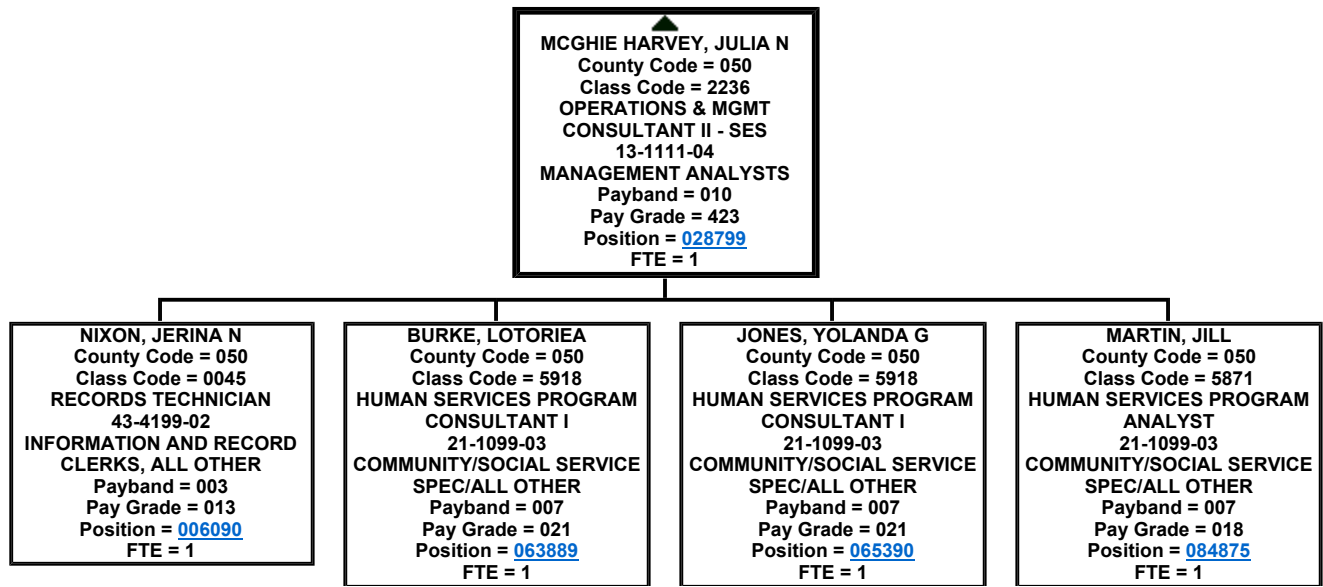 MCGHIE HARVEY, JULIA N
County Code = 050
Class Code = 2236
OPERATIONS & MGMT
CONSULTANT II - SES
13-1111-04
MANAGEMENT ANALYSTS
Payband = 010
Pay Grade = 423
Position = 028799
FTE = 1
NIXON, JERINA N
County Code = 050
Class Code = 0045
RECORDS TECHNICIAN
43-4199-02
INFORMATION AND RECORD
CLERKS, ALL OTHER
Payband = 003
Pay Grade = 013
Position = 006090
FTE = 1
BURKE, LOTORIEA
County Code = 050
Class Code = 5918
HUMAN SERVICES PROGRAM
CONSULTANT I
21-1099-03
COMMUNITY/SOCIAL SERVICE
SPEC/ALL OTHER
Payband = 007
Pay Grade = 021
Position = 063889
FTE = 1
JONES, YOLANDA G
County Code = 050
Class Code = 5918
HUMAN SERVICES PROGRAM
CONSULTANT I
21-1099-03
COMMUNITY/SOCIAL SERVICE
SPEC/ALL OTHER
Payband = 007
Pay Grade = 021
Position = 065390
FTE = 1
MARTIN, JILL
County Code = 050
Class Code = 5871
HUMAN SERVICES PROGRAM
ANALYST
21-1099-03
COMMUNITY/SOCIAL SERVICE
SPEC/ALL OTHER
Payband = 007
Pay Grade = 018
Position = 084875
FTE = 1